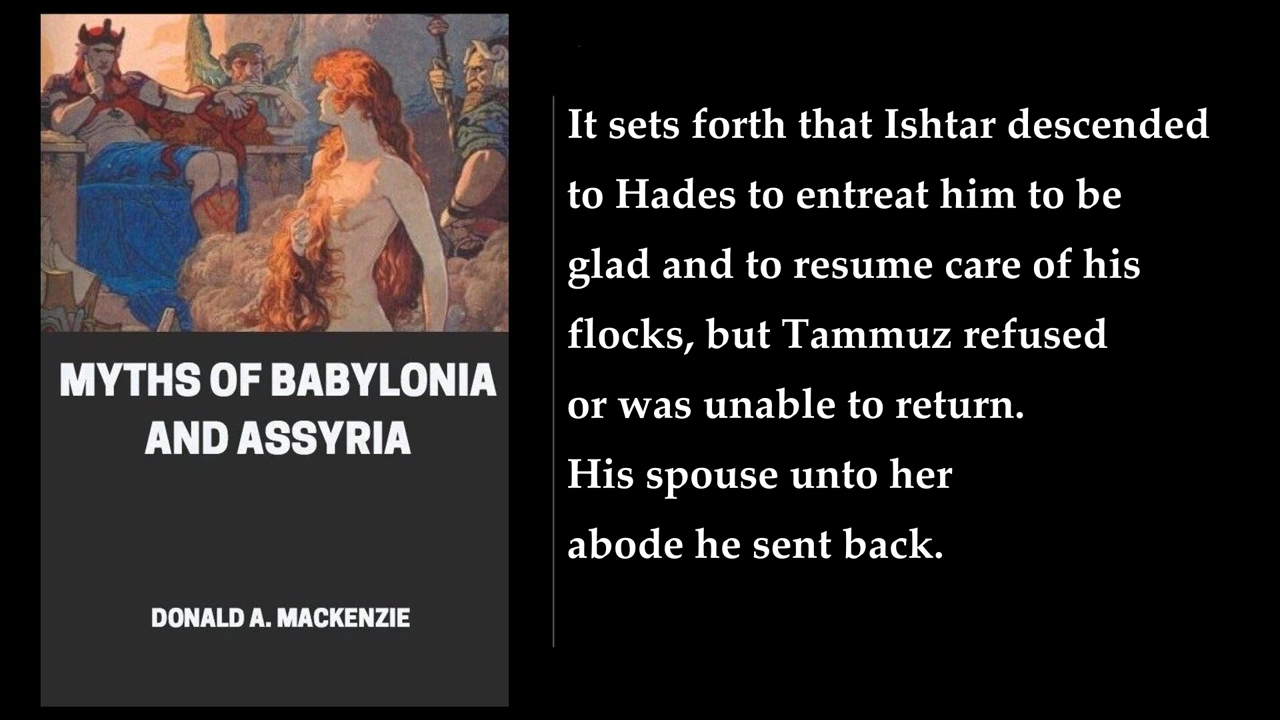 MYTHS OF BABYLONIA
AND ASSYRIA
DONALD A. MACKENZIE
It sets forth that Ishtar descended
to Hades to entreat him to be
glad and to resume care of his
flocks, but Tammuz refused
or was unable to return.
His spouse unto her
abode he sent back.